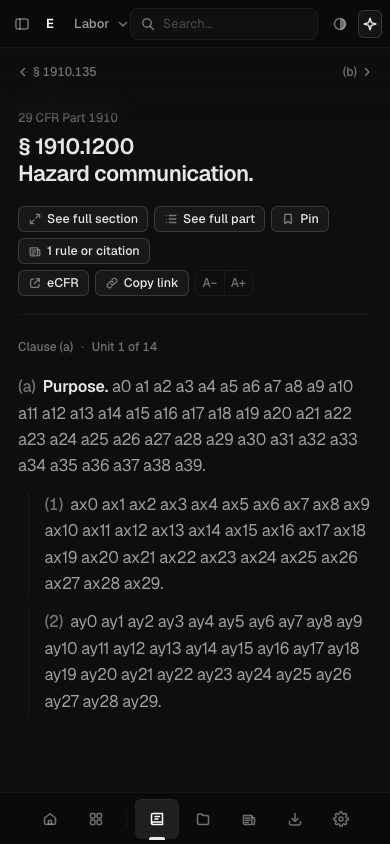 E Labor Search...
§ 1910.135 (b)
29 CFR Part 1910
§ 1910.1200
Hazard communication.
See full section See full part Pin
1 rule or citation
eCFR Copy link A− A+
Clause (a) · Unit 1 of 14
(a) Purpose. a0 a1 a2 a3 a4 a5 a6 a7 a8 a9 a10
a11 a12 a13 a14 a15 a16 a17 a18 a19 a20 a21 a22
a23 a24 a25 a26 a27 a28 a29 a30 a31 a32 a33
a34 a35 a36 a37 a38 a39.
(1) ax0 ax1 ax2 ax3 ax4 ax5 ax6 ax7 ax8 ax9
ax10 ax11 ax12 ax13 ax14 ax15 ax16 ax17 ax18
ax19 ax20 ax21 ax22 ax23 ax24 ax25 ax26
ax27 ax28 ax29.
(2) ay0 ay1 ay2 ay3 ay4 ay5 ay6 ay7 ay8 ay9
ay10 ay11 ay12 ay13 ay14 ay15 ay16 ay17 ay18
ay19 ay20 ay21 ay22 ay23 ay24 ay25 ay26
ay27 ay28 ay29.